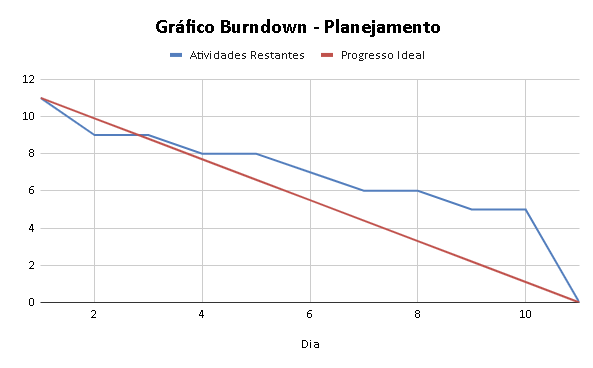 Gráfico Burndown - Planejamento
Atividades Restantes Progresso Ideal
12
10
8
6
4
2
0
2 4 6 8 10
Dia